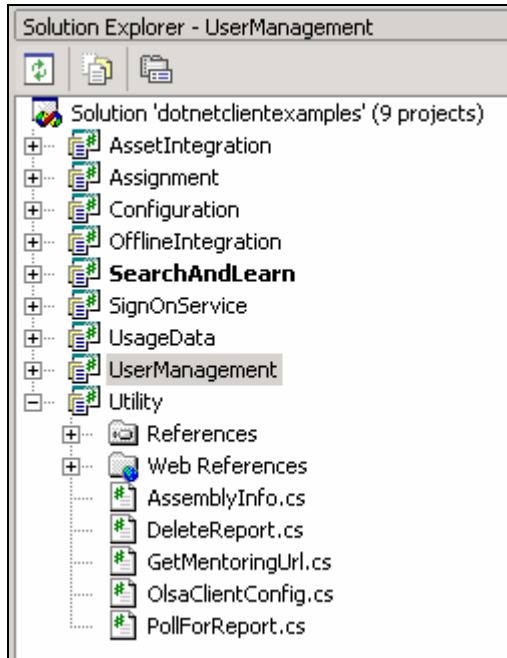 Solution Explorer - UserManagement
Solution 'dotnetclientexamples' (9 projects)
AssetIntegration
Assignment
Configuration
OfflineIntegration
SearchAndLearn
SignOnService
UsageData
UserManagement
Utility
References
Web References
AssemblyInfo.cs
DeleteReport.cs
GetMentoringUrl.cs
OlsaClientConfig.cs
PollForReport.cs